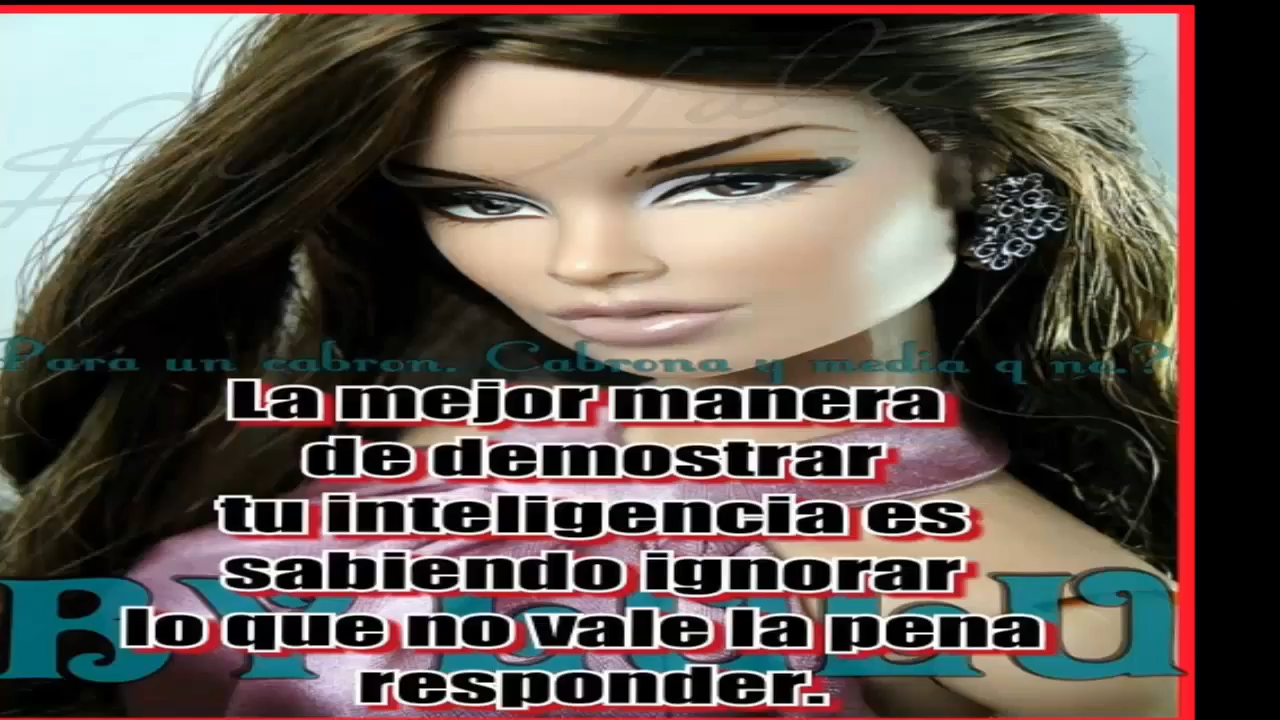 Para un cabron. Cabrona y media q no?
La mejor manera
de demostrar
tu inteligencia es
sabiendo ignorar
lo que no vale la pena
responder.
BY